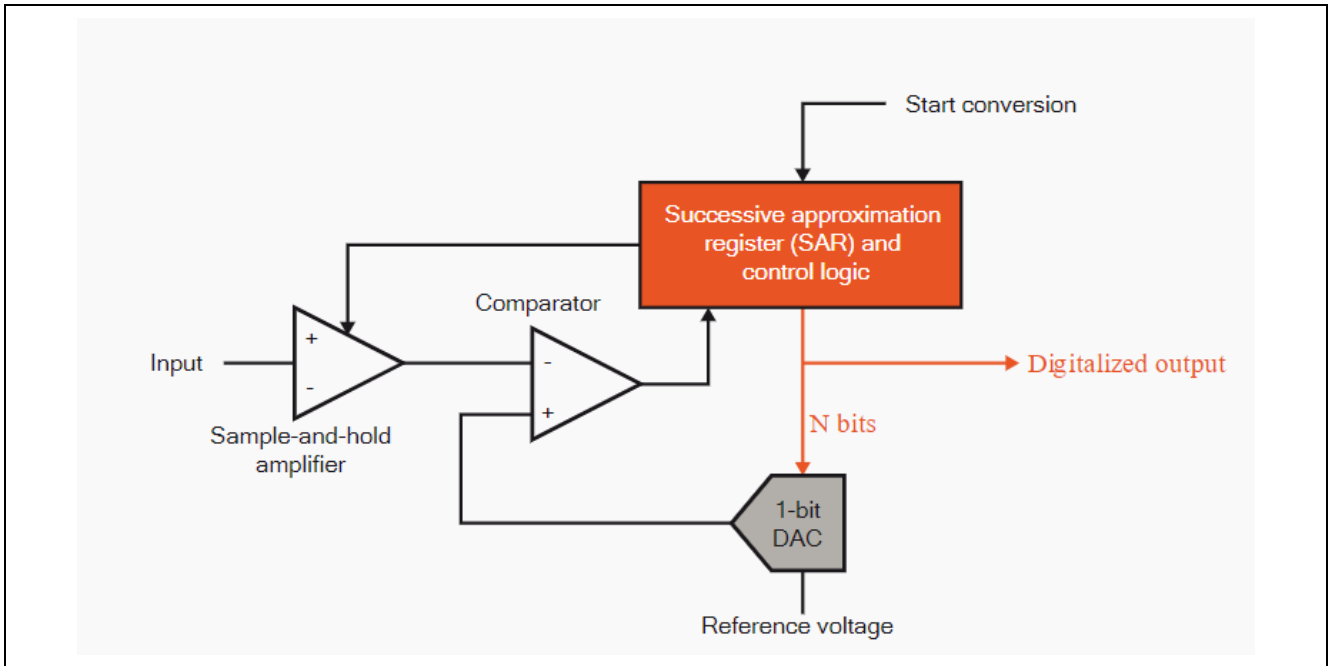 Start conversion
Successive approximation
register (SAR) and
control logic
Comparator
+
-
-
+
Input
Sample-and-hold
amplifier
Digitalized output
N bits
1-bit
DAC
Reference voltage